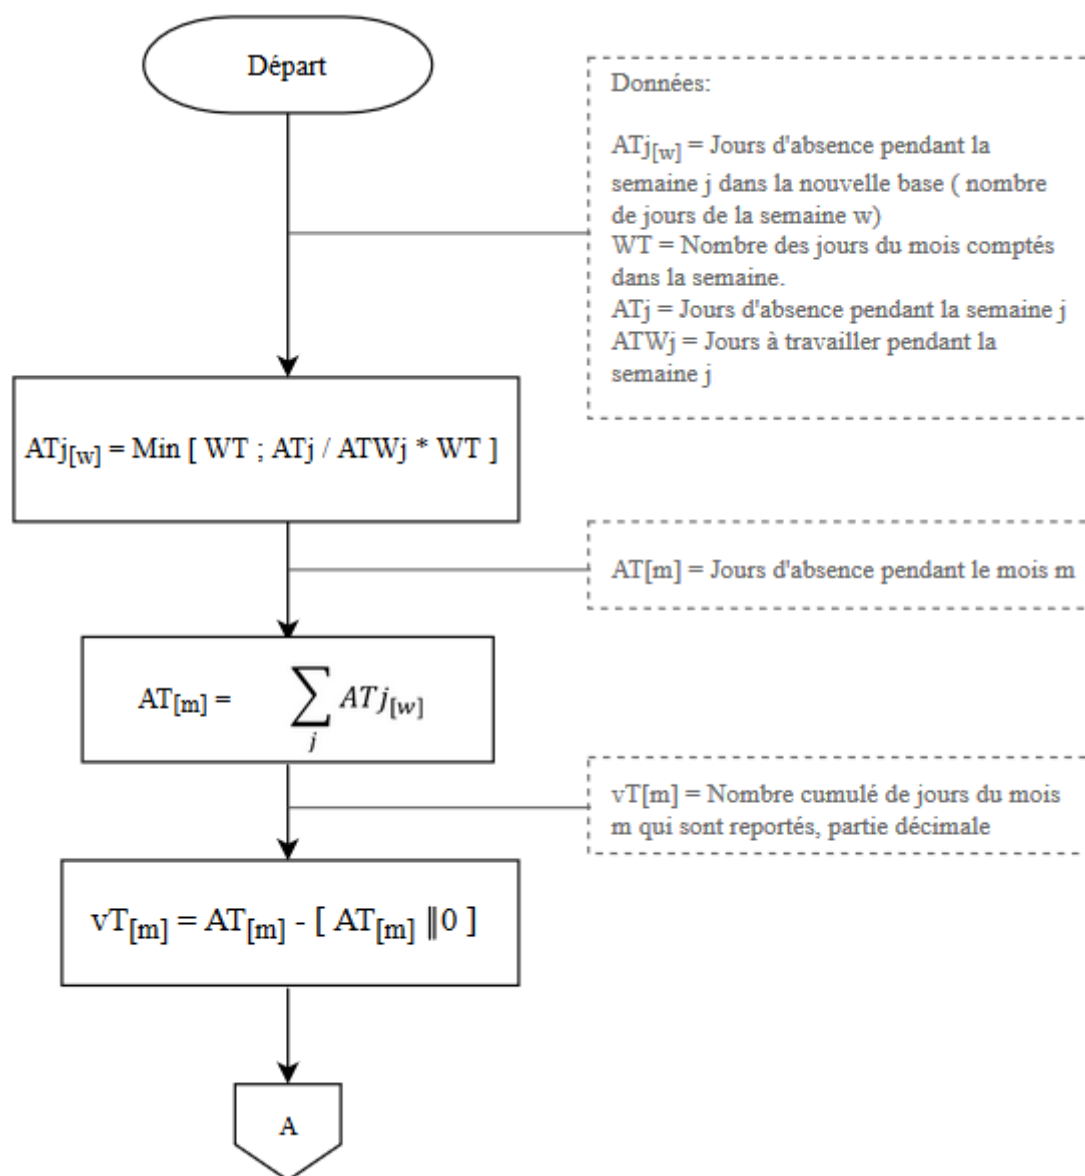 Départ
Données:
ATj[w] = Jours d'absence pendant la
semaine j dans la nouvelle base ( nombre
de jours de la semaine w)
WT = Nombre des jours du mois comptés
dans la semaine.
ATj = Jours d'absence pendant la semaine j
ATWj = Jours à travailler pendant la
semaine j
ATj[w] = Min [ WT ; ATj / ATWj * WT ]
AT[m] = Jours d'absence pendant le mois m
AT[m] = ∑j ATj[w]
vT[m] = Nombre cumulé de jours du mois
m qui sont reportés, partie décimale
vT[m] = AT[m] - [ AT[m] ‖0 ]
A